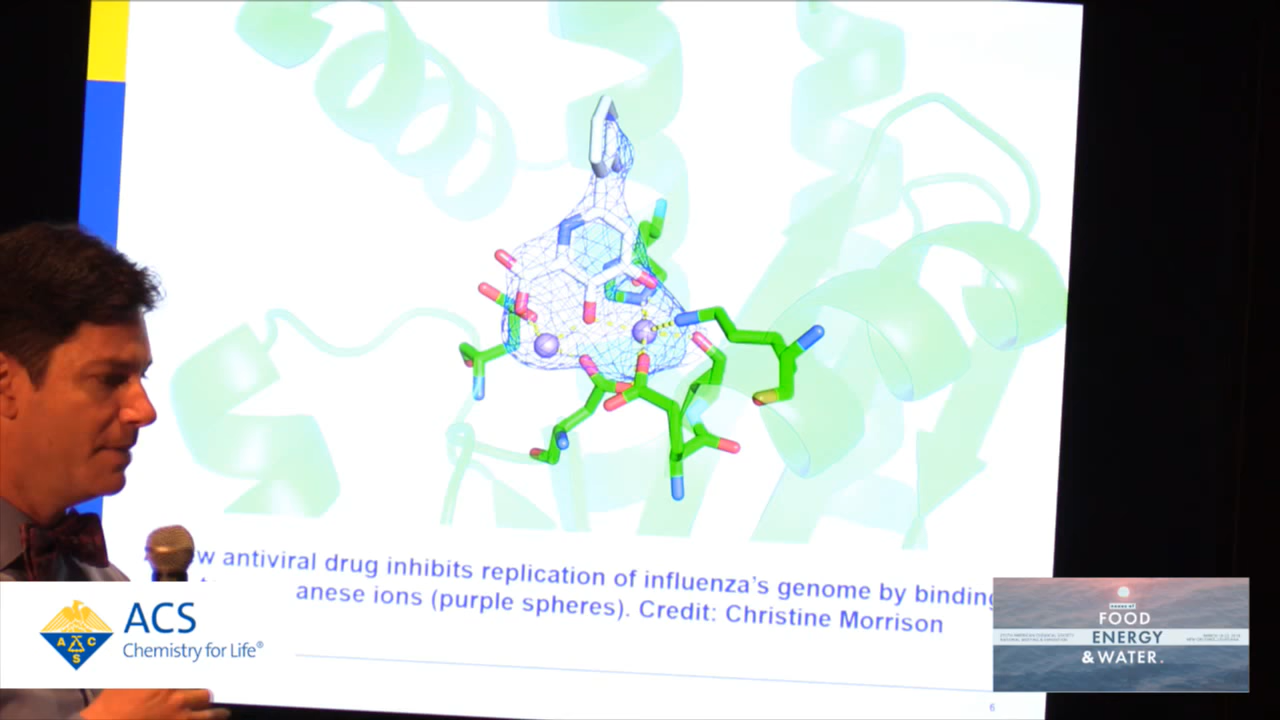 w antiviral drug inhibits replication of influenza's genome by binding
anese ions (purple spheres). Credit: Christine Morrison
ACS
Chemistry for Life®
A C C
S
FOOD
ENERGY
& WATER.
6